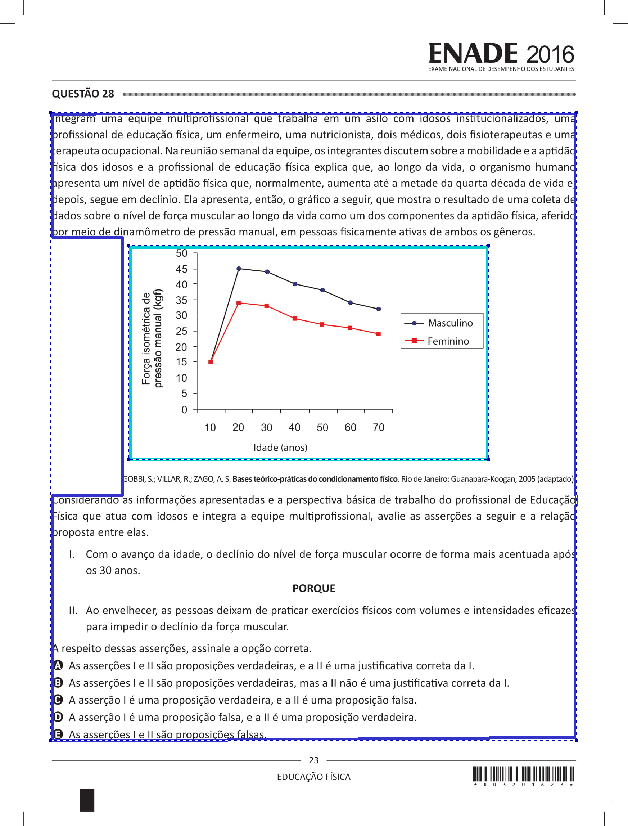 ENADE 2016
EXAME NACIONAL DE DESEMPENHO DOS ESTUDANTES
QUESTÃO 28
Integram uma equipe multiprofissional que trabalha em um asilo com idosos institucionalizados, uma
profissional de educação física, um enfermeiro, uma nutricionista, dois médicos, dois fisioterapeutas e uma
terapeuta ocupacional. Na reunião semanal da equipe, os integrantes discutem sobre a mobilidade e a aptidão
física dos idosos e a profissional de educação física explica que, ao longo da vida, o organismo humano
apresenta um nível de aptidão física que, normalmente, aumenta até a metade da quarta década de vida e,
depois, segue em declínio. Ela apresenta, então, o gráfico a seguir, que mostra o resultado de uma coleta de
dados sobre o nível de força muscular ao longo da vida como um dos componentes da aptidão física, aferido
por meio de dinamômetro de pressão manual, em pessoas fisicamente ativas de ambos os gêneros.
Força isométrica de
pressão manual (kgf)
50
45
40
35
30
25
20
15
10
5
0
10 20 30 40 50 60 70
Idade (anos)
Masculino
Feminino
GOBBI, S.; VILLAR, R.; ZAGO, A. S. Bases teórico-práticas do condicionamento físico. Rio de Janeiro: Guanabara-Koogan, 2005 (adaptado).
Considerando as informações apresentadas e a perspectiva básica de trabalho do profissional de Educação
Física que atua com idosos e integra a equipe multiprofissional, avalie as asserções a seguir e a relação
proposta entre elas.
I. Com o avanço da idade, o declínio do nível de força muscular ocorre de forma mais acentuada após
os 30 anos.
PORQUE
II. Ao envelhecer, as pessoas deixam de praticar exercícios físicos com volumes e intensidades eficazes
para impedir o declínio da força muscular.
A respeito dessas asserções, assinale a opção correta.
A As asserções I e II são proposições verdadeiras, e a II é uma justificativa correta da I.
B As asserções I e II são proposições verdadeiras, mas a II não é uma justificativa correta da I.
C A asserção I é uma proposição verdadeira, e a II é uma proposição falsa.
D A asserção I é uma proposição falsa, e a II é uma proposição verdadeira.
E As asserções I e II são proposições falsas.
23
EDUCAÇÃO FÍSICA